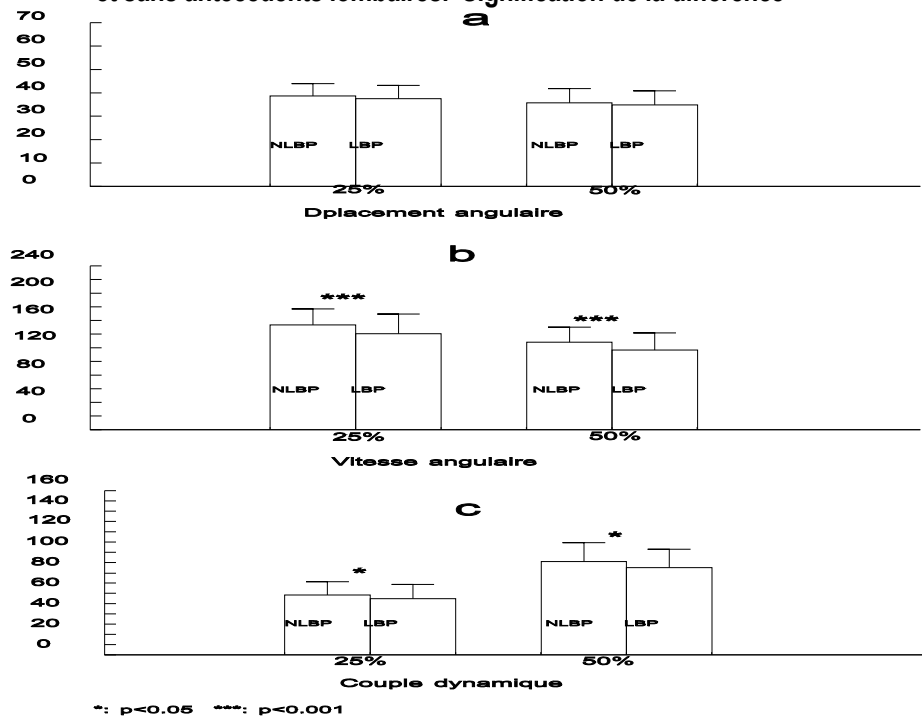 et sans antécédents lombaires. Signification de la différence
a
70
60
50
40
30
20
10
0
NLBP LBP NLBP LBP
25% 50%
Dplacement angulaire
b
240
200
160
120
80
40
0
***
***
NLBP LBP NLBP LBP
25% 50%
Vitesse angulaire
c
160
140
120
100
80
60
40
20
0
*
*
NLBP LBP NLBP LBP
25% 50%
Couple dynamique
*: p<0.05 ***: p<0.001